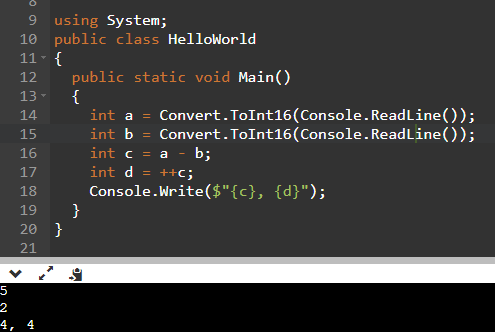 8
9 using System;
10 public class HelloWorld
11 {
12 public static void Main()
13 {
14 int a = Convert.ToInt16(Console.ReadLine());
15 int b = Convert.ToInt16(Console.ReadLine());
16 int c = a - b;
17 int d = ++c;
18 Console.Write($"{c}, {d}");
19 }
20 }
21
5
2
4, 4